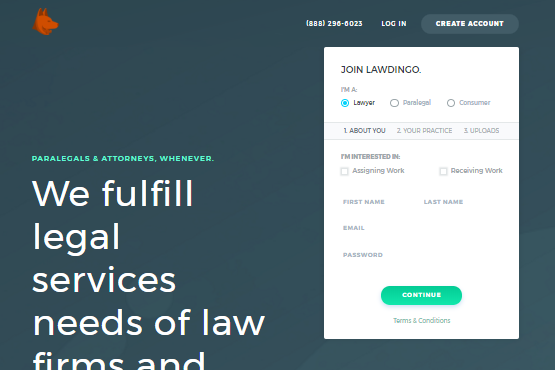 (888) 296-6023 LOG IN CREATE ACCOUNT
JOIN LAWDINGO.
I'M A:
Lawyer Paralegal Consumer
1. ABOUT YOU 2. YOUR PRACTICE 3. UPLOADS
I'M INTERESTED IN:
Assigning Work Receiving Work
FIRST NAME LAST NAME
EMAIL
PASSWORD
CONTINUE
Terms & Conditions
PARALEGALS & ATTORNEYS, WHENEVER.
We fulfill
legal
services
needs of law
firms and